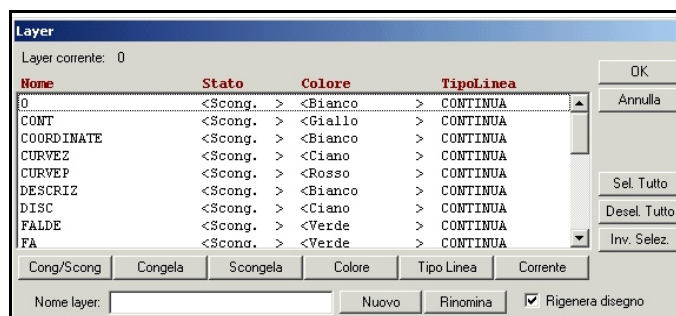 Layer
Layer corrente: 0
Nome Stato Colore TipoLinea
0 <Scong. > <Bianco > CONTINUA
CONT <Scong. > <Giallo > CONTINUA
COORDINATE <Scong. > <Bianco > CONTINUA
CURVEZ <Scong. > <Ciano > CONTINUA
CURVEP <Scong. > <Rosso > CONTINUA
DESCRIZ <Scong. > <Bianco > CONTINUA
DISC <Scong. > <Ciano > CONTINUA
FALDE <Scong. > <Verde > CONTINUA
FA <Scong. > <Verde > CONTINUA
OK
Annulla
Sel. Tutto
Desel. Tutto
Inv. Selez.
Cong/Scong Congela Scongela Colore Tipo Linea Corrente
Nome layer: Nuovo Rinomina Rigenera disegno